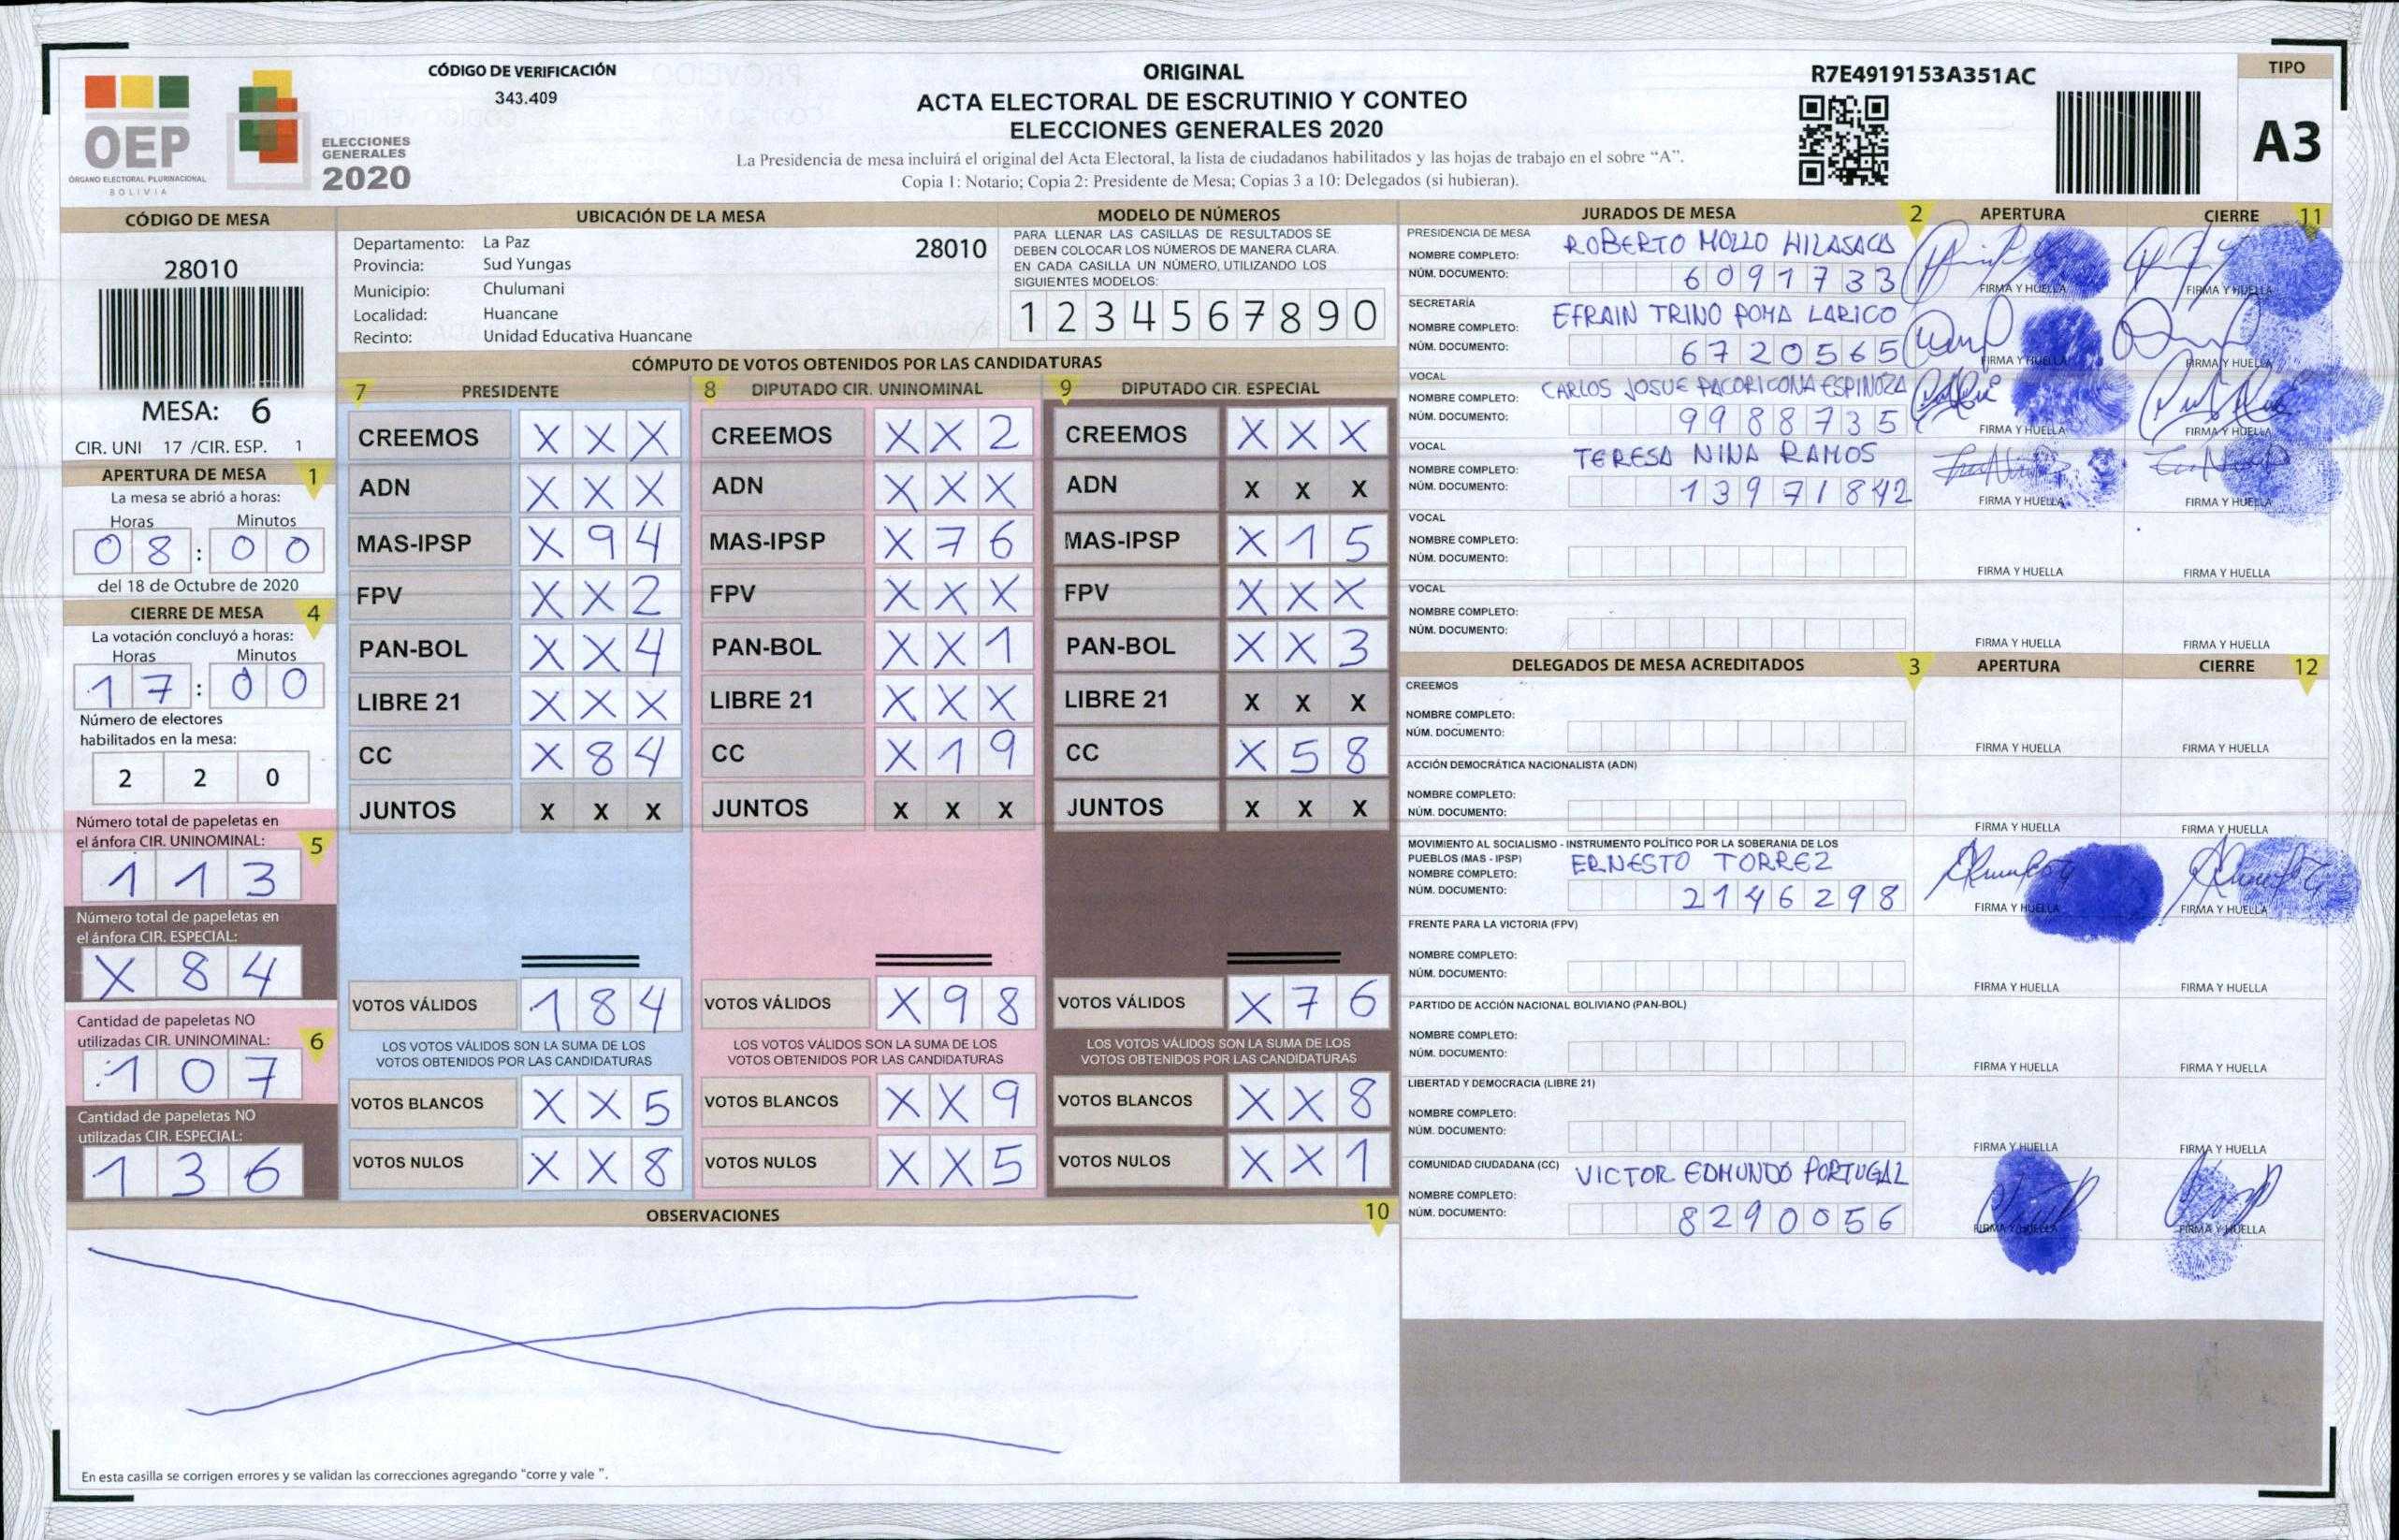 OEP
ÓRGANO ELECTORAL PLURINACIONAL
BOLIVIA
ELECCIONES
GENERALES
2020
CÓDIGO DE VERIFICACIÓN
343.409
ORIGINAL
ACTA ELECTORAL DE ESCRUTINIO Y CONTEO
ELECCIONES GENERALES 2020
La Presidencia de mesa incluirá el original del Acta Electoral, la lista de ciudadanos habilitados y las hojas de trabajo en el sobre “A”.
Copia 1: Notario; Copia 2: Presidente de Mesa; Copias 3 a 10: Delegados (si hubieran).
R7E4919153A351AC
TIPO
A3
CÓDIGO DE MESA
28010
MESA: 6
CIR. UNI 17 /CIR. ESP. 1
APERTURA DE MESA 1
La mesa se abrió a horas:
Horas Minutos
0 8 : 0 0
del 18 de Octubre de 2020
CIERRE DE MESA 4
La votación concluyó a horas:
Horas Minutos
1 7 : 0 0
Número de electores
habilitados en la mesa:
2 2 0
Número total de papeletas en
el ánfora CIR. UNINOMINAL: 5
1 1 3
Número total de papeletas en
el ánfora CIR. ESPECIAL:
X 8 4
Cantidad de papeletas NO
utilizadas CIR. UNINOMINAL: 6
1 0 7
Cantidad de papeletas NO
utilizadas CIR. ESPECIAL:
1 3 6
UBICACIÓN DE LA MESA
Departamento: La Paz 28010
Provincia: Sud Yungas
Municipio: Chulumani
Localidad: Huancane
Recinto: Unidad Educativa Huancane
MODELO DE NÚMEROS
PARA LLENAR LAS CASILLAS DE RESULTADOS SE
DEBEN COLOCAR LOS NÚMEROS DE MANERA CLARA.
EN CADA CASILLA UN NÚMERO, UTILIZANDO LOS
SIGUIENTES MODELOS:
1 2 3 4 5 6 7 8 9 0
CÓMPUTO DE VOTOS OBTENIDOS POR LAS CANDIDATURAS
7 PRESIDENTE 8 DIPUTADO CIR. UNINOMINAL 9 DIPUTADO CIR. ESPECIAL
CREEMOS X X X CREEMOS X X 2 CREEMOS X X X
ADN X X X ADN X X X ADN X X X
MAS-IPSP X 9 4 MAS-IPSP X 7 6 MAS-IPSP X 1 5
FPV X X 2 FPV X X X FPV X X X
PAN-BOL X X 4 PAN-BOL X X 1 PAN-BOL X X 3
LIBRE 21 X X X LIBRE 21 X X X LIBRE 21 X X X
CC X 8 4 CC X 1 9 CC X 5 8
JUNTOS X X X JUNTOS X X X JUNTOS X X X
VOTOS VÁLIDOS 1 8 4 VOTOS VÁLIDOS X 9 8 VOTOS VÁLIDOS X 7 6
LOS VOTOS VÁLIDOS SON LA SUMA DE LOS LOS VOTOS VÁLIDOS SON LA SUMA DE LOS LOS VOTOS VÁLIDOS SON LA SUMA DE LOS
VOTOS OBTENIDOS POR LAS CANDIDATURAS VOTOS OBTENIDOS POR LAS CANDIDATURAS VOTOS OBTENIDOS POR LAS CANDIDATURAS
VOTOS BLANCOS X X 5 VOTOS BLANCOS X X 9 VOTOS BLANCOS X X 8
VOTOS NULOS X X 8 VOTOS NULOS X X 5 VOTOS NULOS X X 1
OBSERVACIONES 10
En esta casilla se corrigen errores y se validan las correcciones agregando "corre y vale ".
JURADOS DE MESA 2 APERTURA CIERRE 11
PRESIDENCIA DE MESA
NOMBRE COMPLETO: ROBERTO MOLLO HILASACA
NÚM. DOCUMENTO: 6091733
FIRMA Y HUELLA FIRMA Y HUELLA
SECRETARÍA
NOMBRE COMPLETO: EFRAIN TRINO POMA LARICO
NÚM. DOCUMENTO: 6720565
FIRMA Y HUELLA FIRMA Y HUELLA
VOCAL
NOMBRE COMPLETO: CARLOS JOSUE PACORICONA ESPINOZA
NÚM. DOCUMENTO: 9988735
FIRMA Y HUELLA FIRMA Y HUELLA
VOCAL
NOMBRE COMPLETO: TERESA NINA RAMOS
NÚM. DOCUMENTO: 13971842
FIRMA Y HUELLA FIRMA Y HUELLA
VOCAL
NOMBRE COMPLETO:
NÚM. DOCUMENTO:
FIRMA Y HUELLA FIRMA Y HUELLA
VOCAL
NOMBRE COMPLETO:
NÚM. DOCUMENTO:
FIRMA Y HUELLA FIRMA Y HUELLA
DELEGADOS DE MESA ACREDITADOS 3 APERTURA CIERRE 12
CREEMOS
NOMBRE COMPLETO:
NÚM. DOCUMENTO:
FIRMA Y HUELLA FIRMA Y HUELLA
ACCIÓN DEMOCRÁTICA NACIONALISTA (ADN)
NOMBRE COMPLETO:
NÚM. DOCUMENTO:
FIRMA Y HUELLA FIRMA Y HUELLA
MOVIMIENTO AL SOCIALISMO - INSTRUMENTO POLÍTICO POR LA SOBERANIA DE LOS
PUEBLOS (MAS - IPSP)
NOMBRE COMPLETO: ERNESTO TORREZ
NÚM. DOCUMENTO: 2146298
FIRMA Y HUELLA FIRMA Y HUELLA
FRENTE PARA LA VICTORIA (FPV)
NOMBRE COMPLETO:
NÚM. DOCUMENTO:
FIRMA Y HUELLA FIRMA Y HUELLA
PARTIDO DE ACCIÓN NACIONAL BOLIVIANO (PAN-BOL)
NOMBRE COMPLETO:
NÚM. DOCUMENTO:
FIRMA Y HUELLA FIRMA Y HUELLA
LIBERTAD Y DEMOCRACIA (LIBRE 21)
NOMBRE COMPLETO:
NÚM. DOCUMENTO:
FIRMA Y HUELLA FIRMA Y HUELLA
COMUNIDAD CIUDADANA (CC) VICTOR EDMUNDO PORTUGAL
NOMBRE COMPLETO:
NÚM. DOCUMENTO: 8290056
FIRMA Y HUELLA FIRMA Y HUELLA